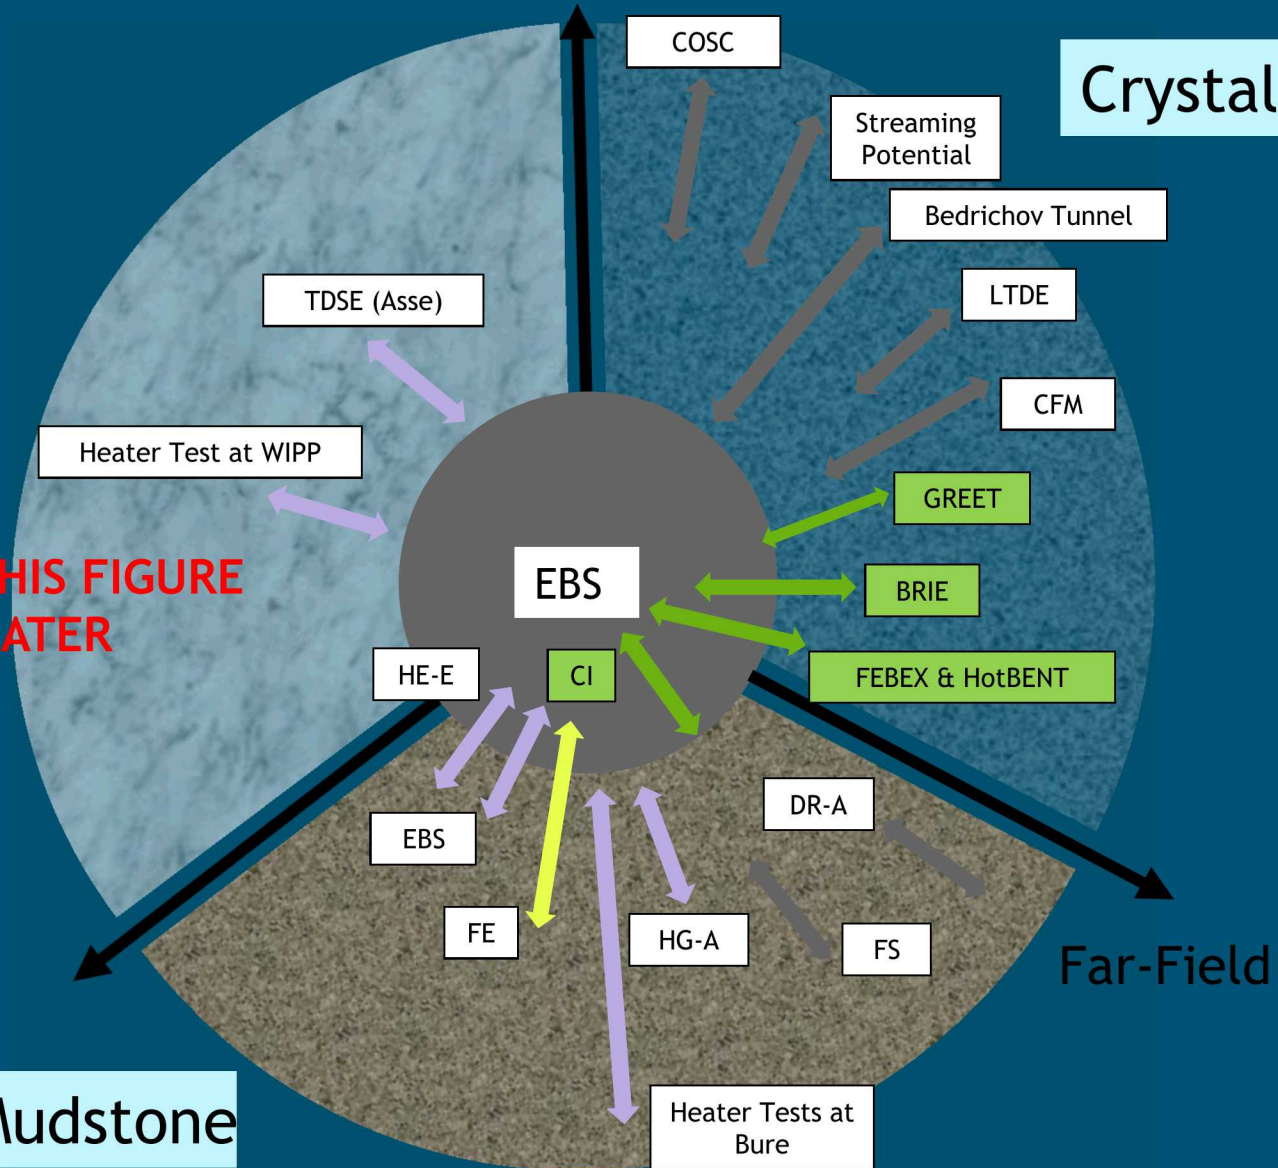 COSC
Crystal
Streaming
Potential
Bedrichov Tunnel
LTDE
TDSE (Asse)
CFM
Heater Test at WIPP
GREET
HIS FIGURE
ATER
EBS
BRIE
HE-E
CI
FEBEX & HotBENT
DR-A
EBS
FE
HG-A
FS
Far-Field
Mudstone
Heater Tests at
Bure